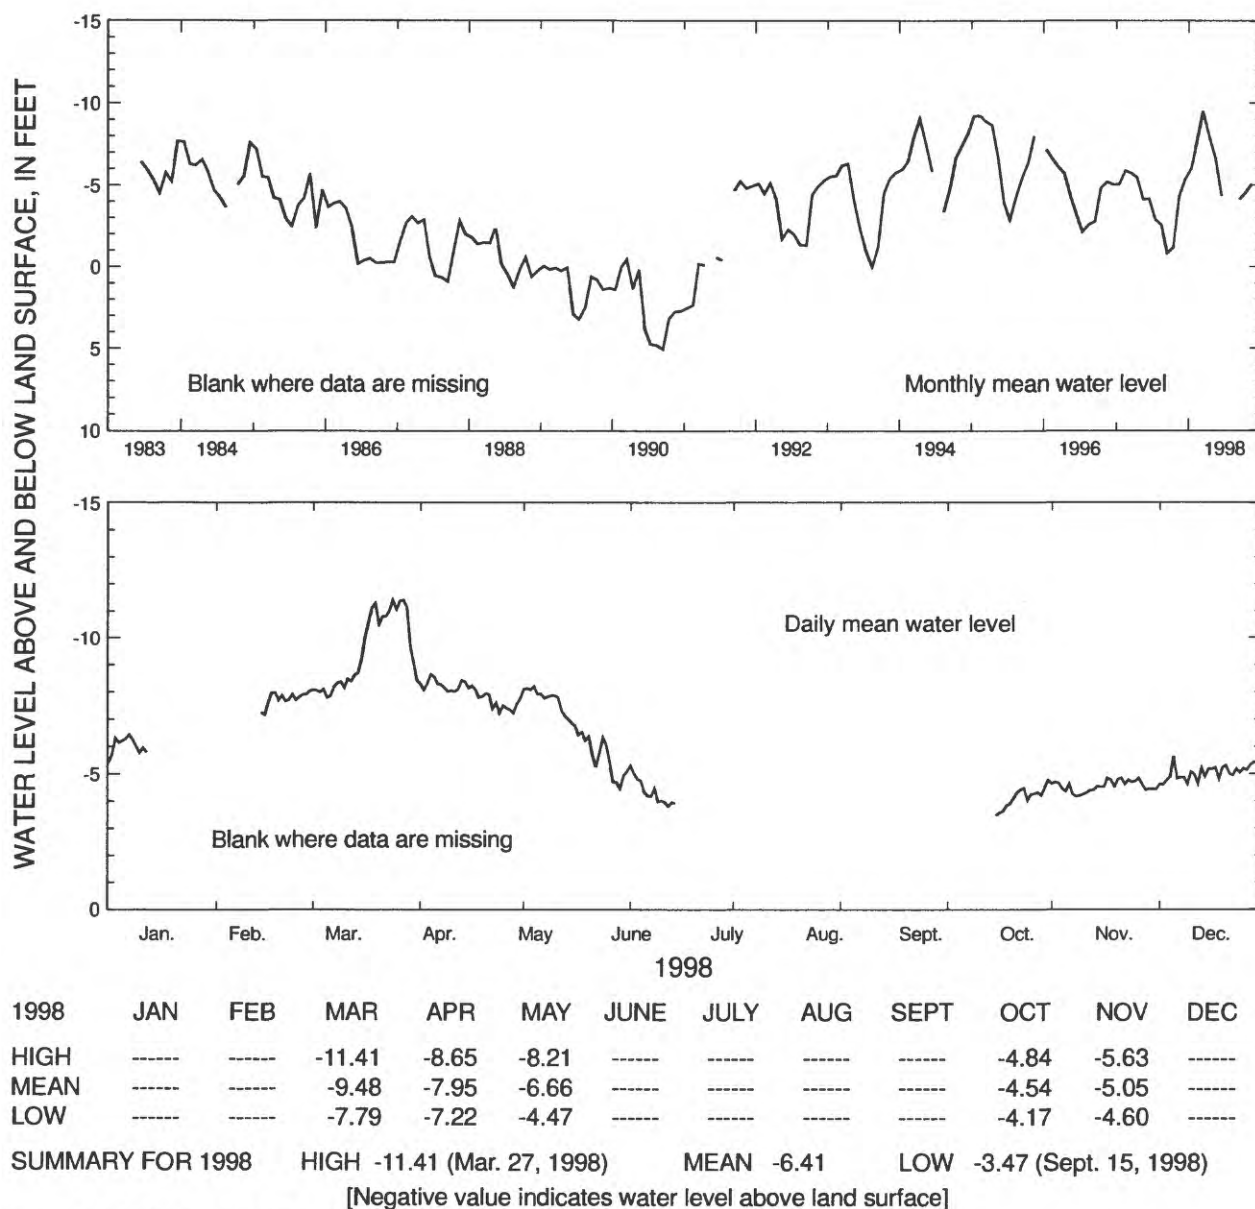 WATER LEVEL ABOVE AND BELOW LAND SURFACE, IN FEET
-15
-10
-5
0
5
10
Blank where data are missing
Monthly mean water level
1983 1984 1986 1988 1990 1992 1994 1996 1998
-15
-10
-5
0
Daily mean water level
Blank where data are missing
Jan. Feb. Mar. Apr. May June July Aug. Sept. Oct. Nov. Dec.
1998
1998 JAN FEB MAR APR MAY JUNE JULY AUG SEPT OCT NOV DEC
HIGH ------ ------ -11.41 -8.65 -8.21 ------ ------ ------ ------ -4.84 -5.63 ------
MEAN ------ ------ -9.48 -7.95 -6.66 ------ ------ ------ ------ -4.54 -5.05 ------
LOW ------ ------ -7.79 -7.22 -4.47 ------ ------ ------ ------ -4.17 -4.60 ------
SUMMARY FOR 1998 HIGH -11.41 (Mar. 27, 1998) MEAN -6.41 LOW -3.47 (Sept. 15, 1998)
[Negative value indicates water level above land surface]